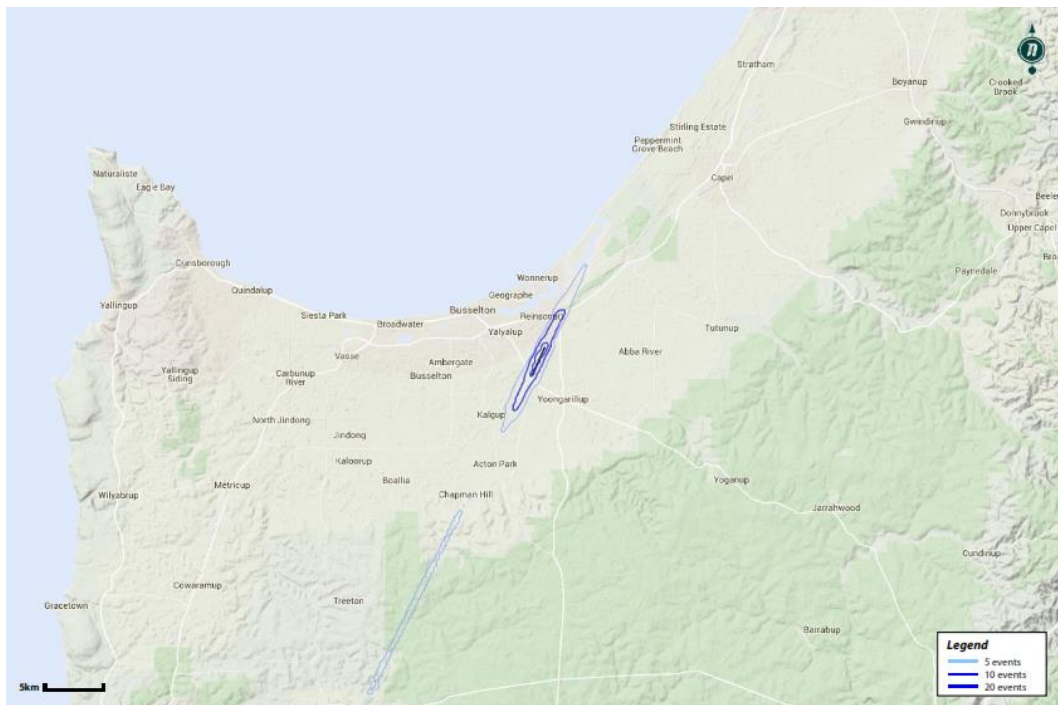 Stratham
Boyanup
Crooked
Brook
Gwindinup
Stirling Estate
Peppermint
Grove Beach
Naturaliste
Eagle Bay
Capel
Beeler
Donnybrook
Upper Capel
Bro
Dunsborough
Wonnerup
Paynedale
Quindalup
Geographe
Yallingup
Siesta Park
Busselton
Reinscourt
Broadwater
Yalyalup
Tutunup
Vasse
Ambergate
Abba River
Yallingup
Siding
Carbunup
River
Busselton
Kalgup
Yoongarillup
North Jindong
Jindong
Kaloorup
Acton Park
Wilyabrup
Metricup
Boallia
Yoganup
Chapman Hill
Jarrahwood
Cundinup
Cowaramup
Gracetown
Treeton
Barrabup
Legend
5 events
10 events
20 events
5km